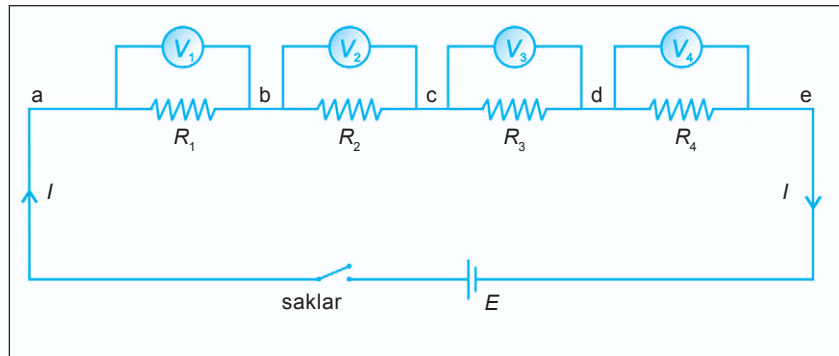 V1 V2 V3 V4
a b c d e
R1 R2 R3 R4
I I
saklar E